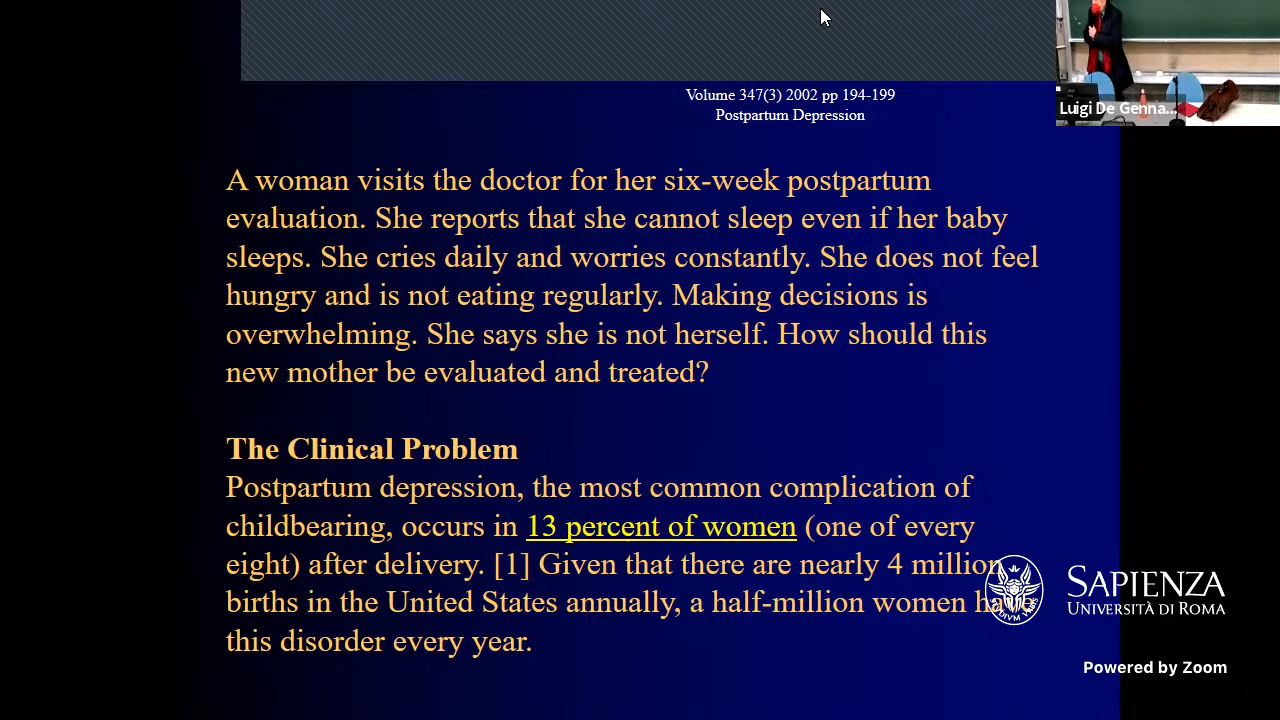 Volume 347(3) 2002 pp 194-199
Postpartum Depression
Luigi De Genna...
A woman visits the doctor for her six-week postpartum
evaluation. She reports that she cannot sleep even if her baby
sleeps. She cries daily and worries constantly. She does not feel
hungry and is not eating regularly. Making decisions is
overwhelming. She says she is not herself. How should this
new mother be evaluated and treated?
The Clinical Problem
Postpartum depression, the most common complication of
childbearing, occurs in 13 percent of women (one of every
eight) after delivery. [1] Given that there are nearly 4 million
births in the United States annually, a half-million women
this disorder every year.
SAPIENZA
UNIVERSITÀ DI ROMA
Powered by Zoom